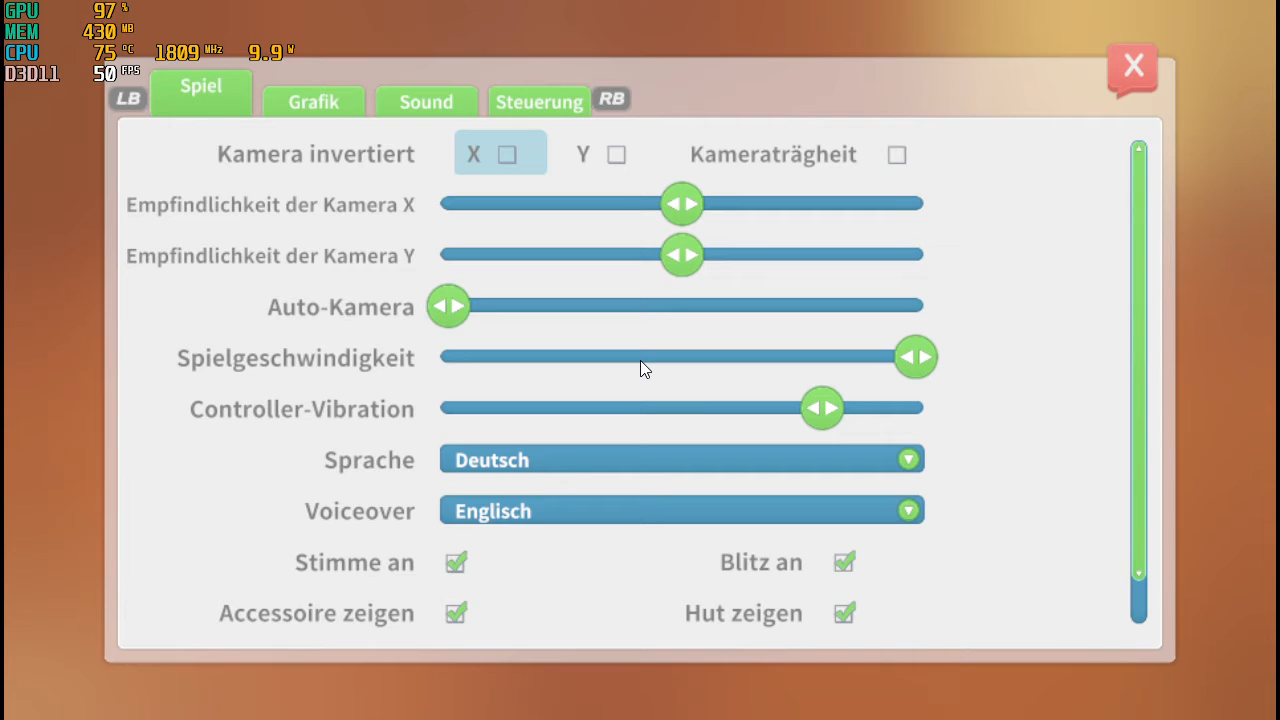 GPU 97 %
MEM 430 MB
CPU 75 °C 1809 MHz 9.9 W
D3D11 50 FPS
X
LB Spiel Grafik Sound Steuerung RB
Kamera invertiert X Y Kameraträgheit
Empfindlichkeit der Kamera X
Empfindlichkeit der Kamera Y
Auto-Kamera
Spielgeschwindigkeit
Controller-Vibration
Sprache Deutsch
Voiceover Englisch
Stimme an Blitz an
Accessoire zeigen Hut zeigen